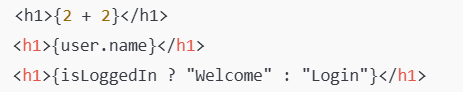 <h1>{2 + 2}</h1>
<h1>{user.name}</h1>
<h1>{isLoggedIn ? "Welcome" : "Login"}</h1>